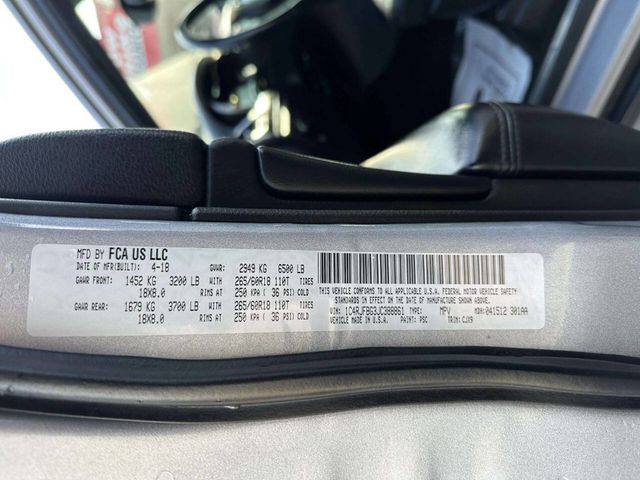 MFD BY FCA US LLC
DATE OF MFR(BUILT): 4-18 GVWR: 2949 KG 6500 LB
GAWR FRONT: 1452 KG 3200 LB WITH 265/60R18 110T TIRES
18X8.0 RIMS AT 250 KPA ( 36 PSI) COLD
GAWR REAR: 1679 KG 3700 LB WITH 265/60R18 110T TIRES
18X8.0 RIMS AT 250 KPA ( 36 PSI) COLD
THIS VEHICLE CONFORMS TO ALL APPLICABLE U.S.A. FEDERAL MOTOR VEHICLE SAFETY
STANDARDS IN EFFECT ON THE DATE OF MANUFACTURE SHOWN ABOVE.
VIN: 1C4RJFBG3JC388861 TYPE: MPV MDH: 041512 301AA
VEHICLE MADE IN U.S.A. PAINT: PSC TRIM: CJX9